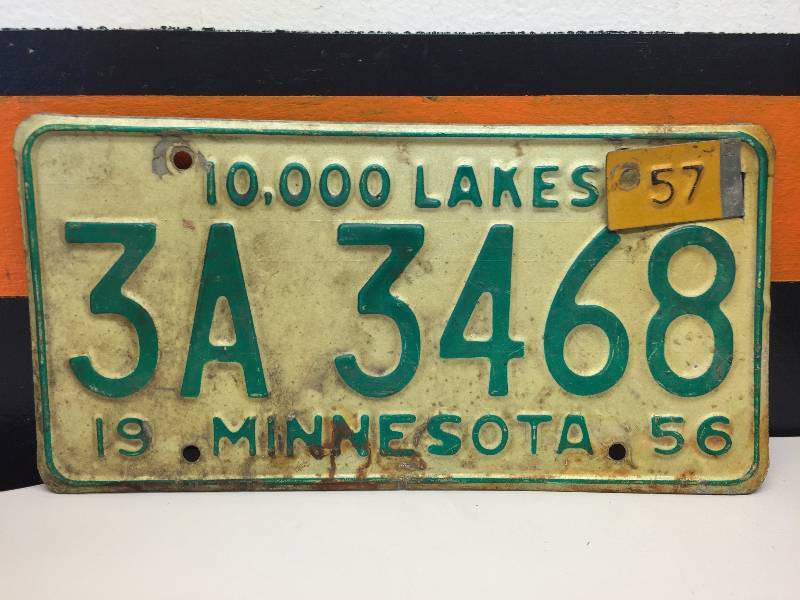 10,000 LAKES 57
3A 3468
19 MINNESOTA 56